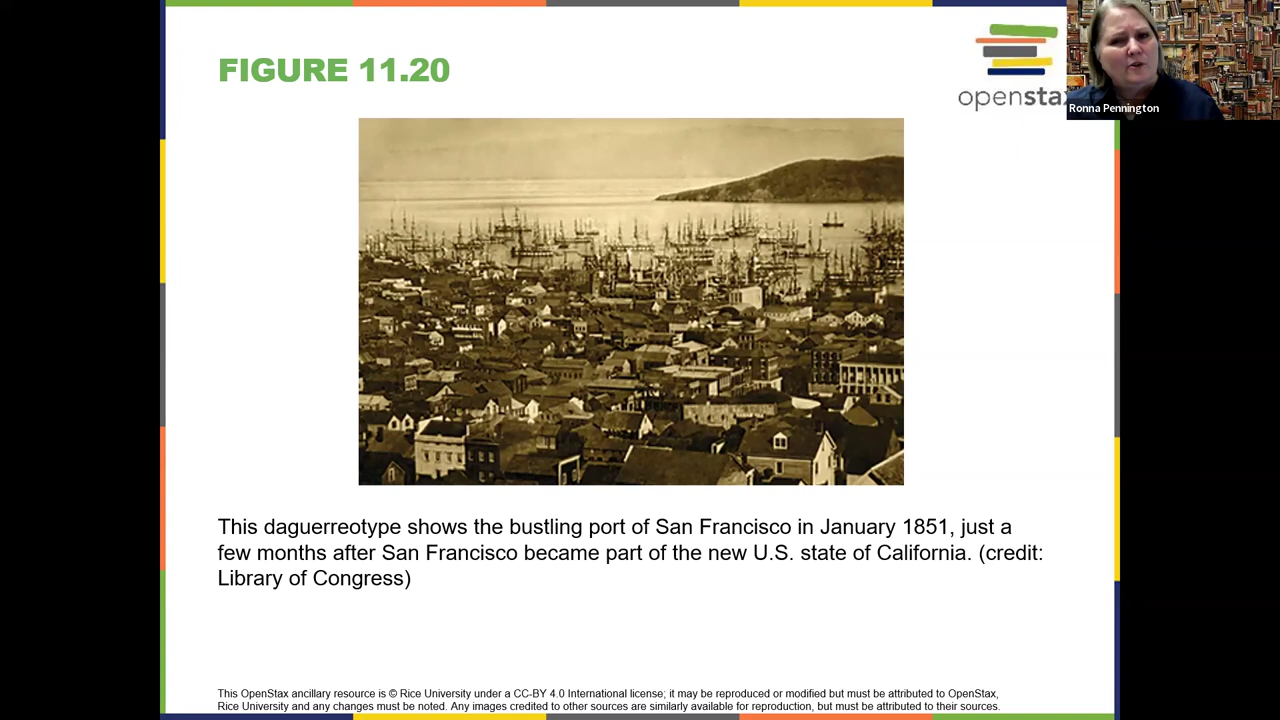 FIGURE 11.20
Ronna Pennington
This daguerreotype shows the bustling port of San Francisco in January 1851, just a
few months after San Francisco became part of the new U.S. state of California. (credit:
Library of Congress)
This OpenStax ancillary resource is © Rice University under a CC-BY 4.0 International license; it may be reproduced or modified but must be attributed to OpenStax,
Rice University and any changes must be noted. Any images credited to other sources are similarly available for reproduction, but must be attributed to their sources.